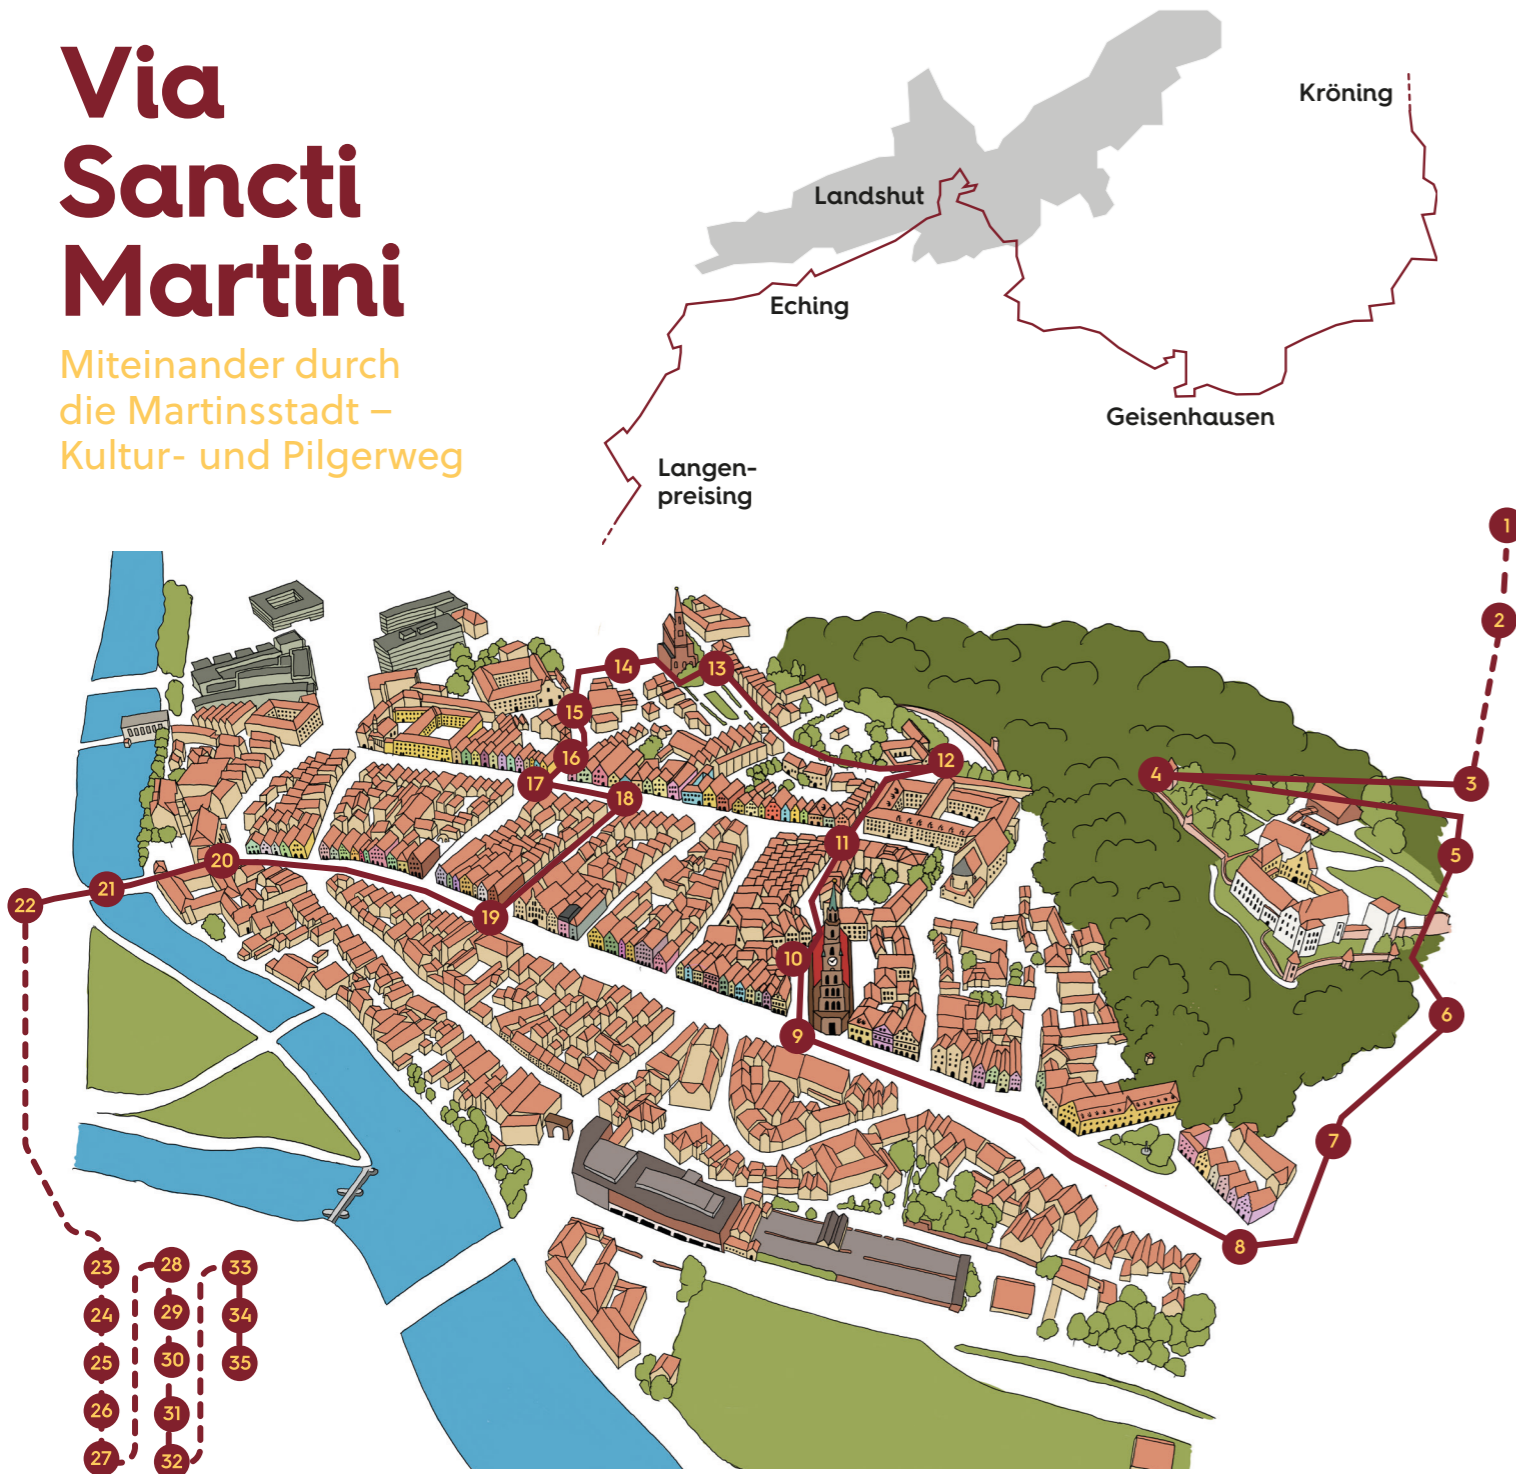 Via
Sancti
Martini
Miteinander durch
die Martinsstadt –
Kultur- und Pilgerweg
Kröning
Landshut
Eching
Geisenhausen
Langen-
preising
1
2
3
4
5
6
7
8
9
10
11
12
13
14
15
16
17
18
19
20
21
22
23
24
25
26
27
28
29
30
31
32
33
34
35